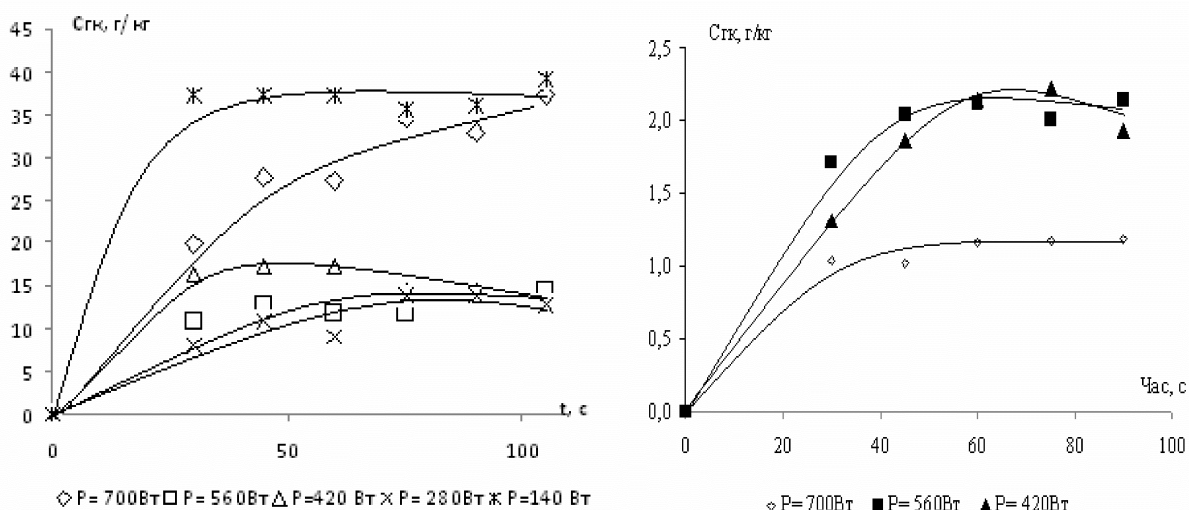 Cгк, г/ кг
45
40
35
30
25
20
15
10
5
0
0 50 100
t, с
◇ P= 700Вт □ P= 560Вт △ P=420 Вт × P= 280Вт ж P=140 Вт
Cгк, г/кг
2,5
2,0
1,5
1,0
0,5
0,0
Час, с
0 20 40 60 80 100
◇ P= 700Вт ■ P= 560Вт ▲ P= 420Вт